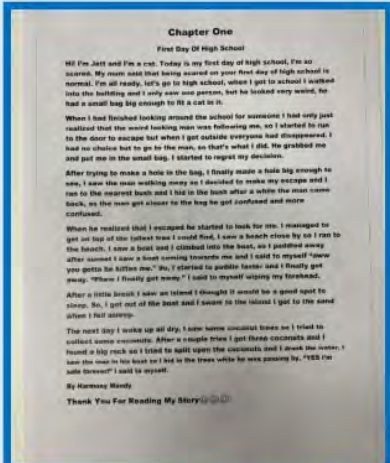 Chapter One
First Day Of High School
Hi! I'm Jett and I'm a cat. Today is my first day of high school, I'm so
scared. My mum said that being scared on your first day of high school is
normal. I'm all ready, let's go to high school, when I got to school I walked
into the building and I only saw one person, but he looked very weird, he
had a small bag big enough to fit a cat in it.
When I had finished looking around the school for someone I had only just
realized that the weird looking man was following me, so I started to run
to the door to escape but when I got outside everyone had disappeared. I
had no choice but to go to the man, so that's what I did. He grabbed me
and put me in the small bag. I started to regret my decision.
After trying to make a hole in the bag, I finally made a hole big enough to
see, I saw the man walking away so I decided to make my escape and I
ran to the nearest bush and I hid in the bush after a while the man came
back, as the man got closer to the bag he got confused and more
confused.
When he realized that I escaped he started to look for me. I managed to
get on top of the tallest tree I could find, I saw a beach close by so I ran to
the beach. I saw a boat and I climbed into the boat, so I paddled away
after sunset I saw a boat coming towards me and I said to myself "aww
you gotta be kitten me." So, I started to paddle faster and I finally got
away. "Phew I finally got away." I said to myself wiping my forehead.
After a little break I saw an island I thought it would be a good spot to
sleep. So, I got out of the boat and I swam to the island I got to the sand
when I fell asleep.
The next day I woke up all dry, I saw some coconut trees so I tried to
collect some coconuts. After a couple tries I got three coconuts and I
found a big rock so I tried to split open the coconuts and I drank the water. I
saw the man in his boat so I hid in the trees while he was passing by. "YES I'm
safe forever!" I said to myself.
By Harmony Mandy
Thank You For Reading My Story